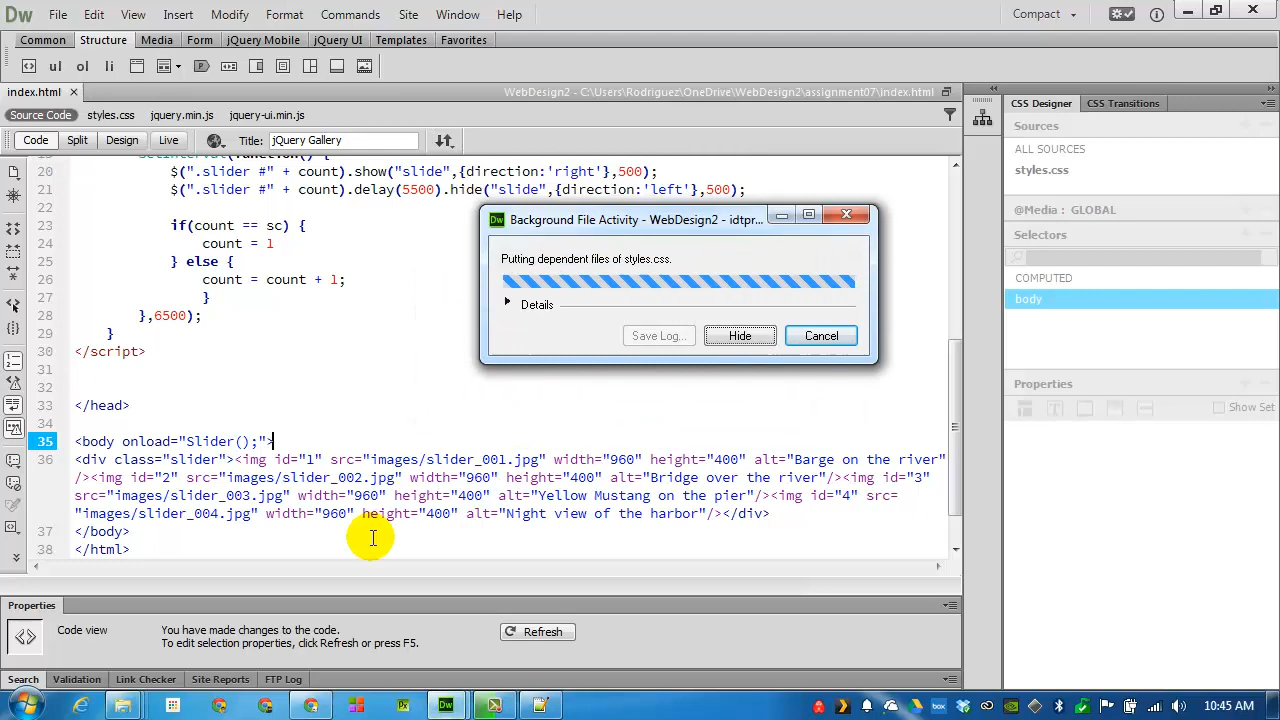 Dw File Edit View Insert Modify Format Commands Site Window Help Compact
Common Structure Media Form jQuery Mobile jQuery UI Templates Favorites
ul ol li
index.html WebDesign2 - C:\Users\Rodriguez\OneDrive\WebDesign2\assignment07\index.html
Source Code styles.css jquery.min.js jquery-ui.min.js
Code Split Design Live Title: jQuery Gallery
19 setInterval(function() {
20 $(".slider #" + count).show("slide",{direction:'right'},500);
21 $(".slider #" + count).delay(5500).hide("slide",{direction:'left'},500);
22
23 if(count == sc) {
24 count = 1
25 } else {
26 count = count + 1;
27 }
28 },6500);
29 }
30 </script>
31
32
33 </head>
34
35 <body onload="Slider();">
36 <div class="slider"><img id="1" src="images/slider_001.jpg" width="960" height="400" alt="Barge on the river"
/><img id="2" src="images/slider_002.jpg" width="960" height="400" alt="Bridge over the river"/><img id="3"
src="images/slider_003.jpg" width="960" height="400" alt="Yellow Mustang on the pier"/><img id="4" src=
"images/slider_004.jpg" width="960" height="400" alt="Night view of the harbor"/></div>
37 </body>
38 </html>
Dw Background File Activity - WebDesign2 - idtpr...
Putting dependent files of styles.css.
Details
Save Log... Hide Cancel
CSS Designer CSS Transitions
Sources
ALL SOURCES
styles.css
@Media : GLOBAL
Selectors
COMPUTED
body
Properties
Show Set
Properties
Code view You have made changes to the code. Refresh
To edit selection properties, click Refresh or press F5.
Search Validation Link Checker Site Reports FTP Log
Dw box 10:45 AM